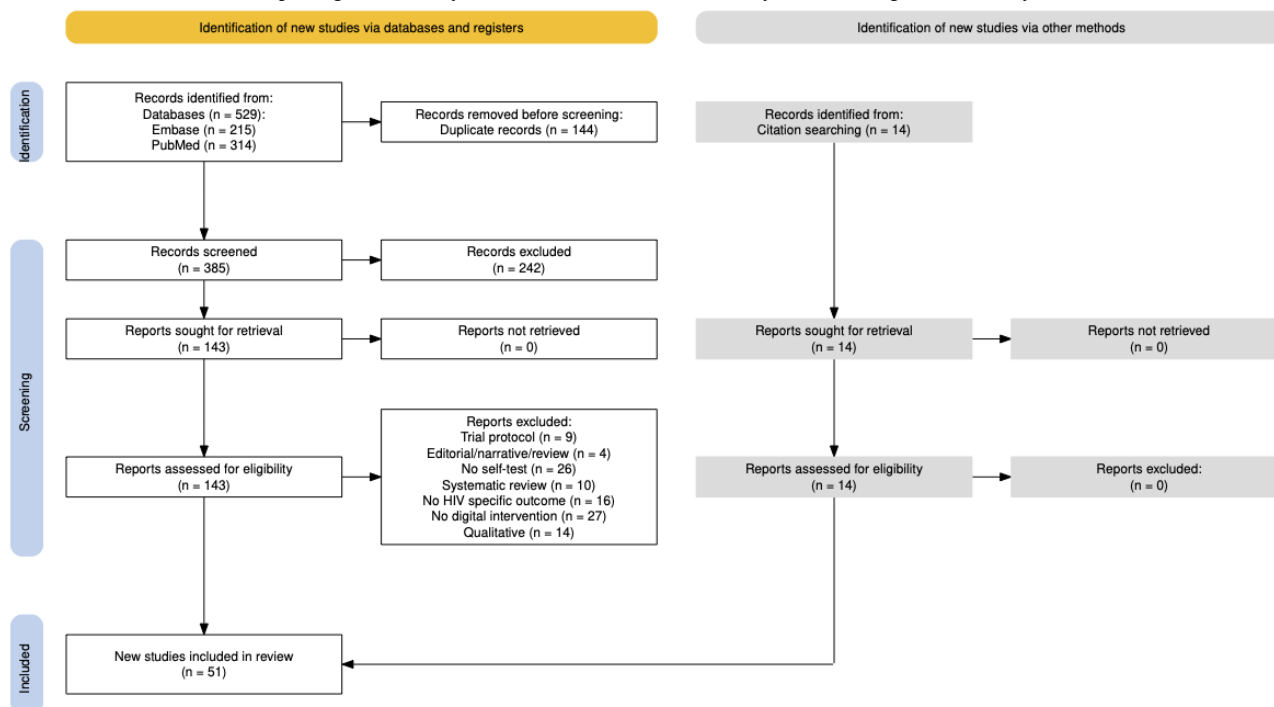 Identification of new studies via databases and registers
Identification of new studies via other methods
Identification
Records identified from:
Databases (n = 529):
Embase (n = 215)
PubMed (n = 314)
Records removed before screening:
Duplicate records (n = 144)
Records identified from:
Citation searching (n = 14)
Screening
Records screened
(n = 385)
Records excluded
(n = 242)
Reports sought for retrieval
(n = 143)
Reports not retrieved
(n = 0)
Reports sought for retrieval
(n = 14)
Reports not retrieved
(n = 0)
Reports assessed for eligibility
(n = 143)
Reports excluded:
Trial protocol (n = 9)
Editorial/narrative/review (n = 4)
No self-test (n = 26)
Systematic review (n = 10)
No HIV specific outcome (n = 16)
No digital intervention (n = 27)
Qualitative (n = 14)
Reports assessed for eligibility
(n = 14)
Reports excluded:
(n = 0)
Included
New studies included in review
(n = 51)